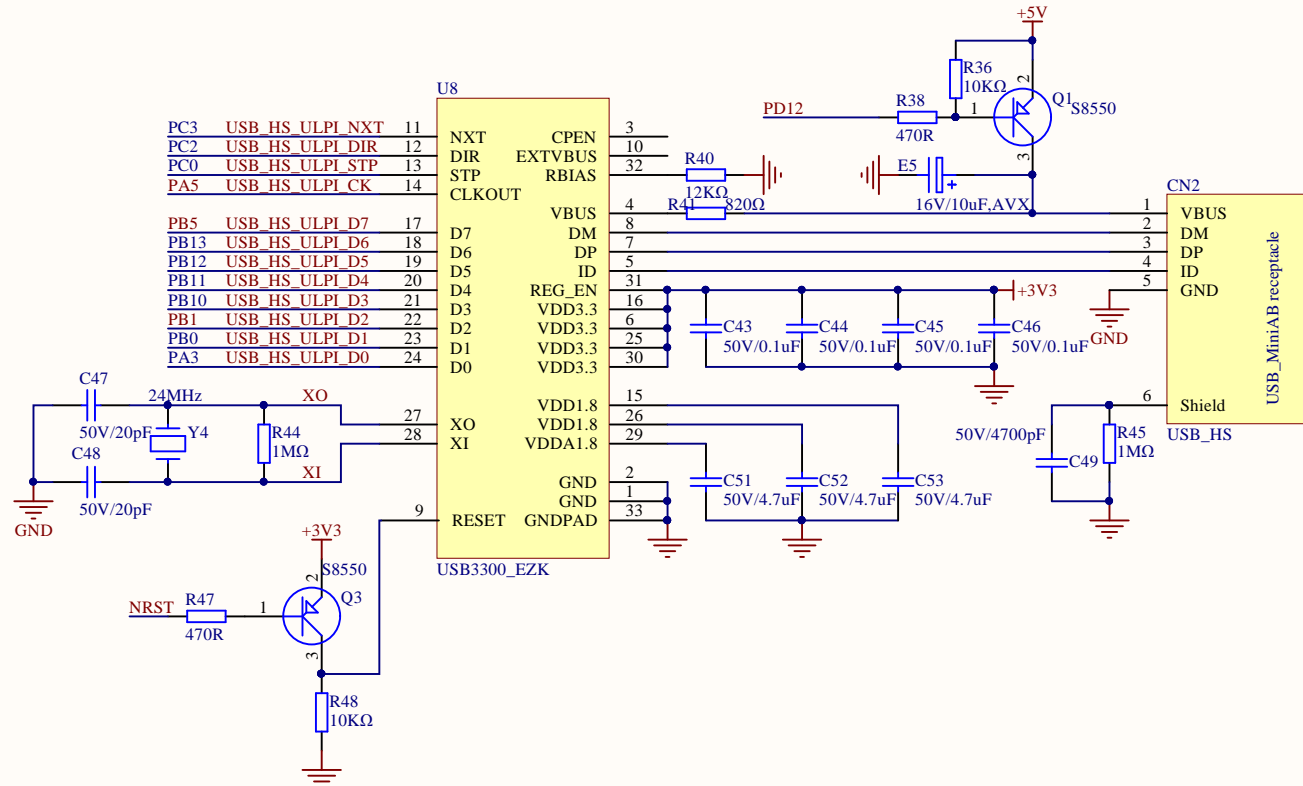 +5V
R36
10KΩ
2
Q1
S8550
PD12
R38
470R
1
3
U8
PC3 USB_HS_ULPI_NXT 11 NXT
PC2 USB_HS_ULPI_DIR 12 DIR
PC0 USB_HS_ULPI_STP 13 STP
PA5 USB_HS_ULPI_CK 14 CLKOUT
PB5 USB_HS_ULPI_D7 17 D7
PB13 USB_HS_ULPI_D6 18 D6
PB12 USB_HS_ULPI_D5 19 D5
PB11 USB_HS_ULPI_D4 20 D4
PB10 USB_HS_ULPI_D3 21 D3
PB1 USB_HS_ULPI_D2 22 D2
PB0 USB_HS_ULPI_D1 23 D1
PA3 USB_HS_ULPI_D0 24 D0
27 XO
28 XI
9 RESET
CPEN 3
EXTVBUS 10
RBIAS 32
VBUS 4
DM 8
DP 7
ID 5
REG_EN 31
VDD3.3 16
VDD3.3 6
VDD3.3 25
VDD3.3 30
VDD1.8 15
VDD1.8 26
VDDA1.8 29
GND 2
GND 1
GNDPAD 33
USB3300_EZK
R40
12KΩ
R41 820Ω
E5
+
16V/10uF,AVX
CN2
1 VBUS
2 DM
3 DP
4 ID
5 GND
6 Shield
USB_MiniAB receptacle
USB_HS
GND
+3V3
C43
50V/0.1uF
C44
50V/0.1uF
C45
50V/0.1uF
C46
50V/0.1uF
C51
50V/4.7uF
C52
50V/4.7uF
C53
50V/4.7uF
50V/4700pF
C49
R45
1MΩ
C47
50V/20pF
24MHz
Y4
XO
R44
1MΩ
XI
C48
50V/20pF
GND
+3V3
S8550
2
Q3
NRST
R47
470R
1
3
R48
10KΩ